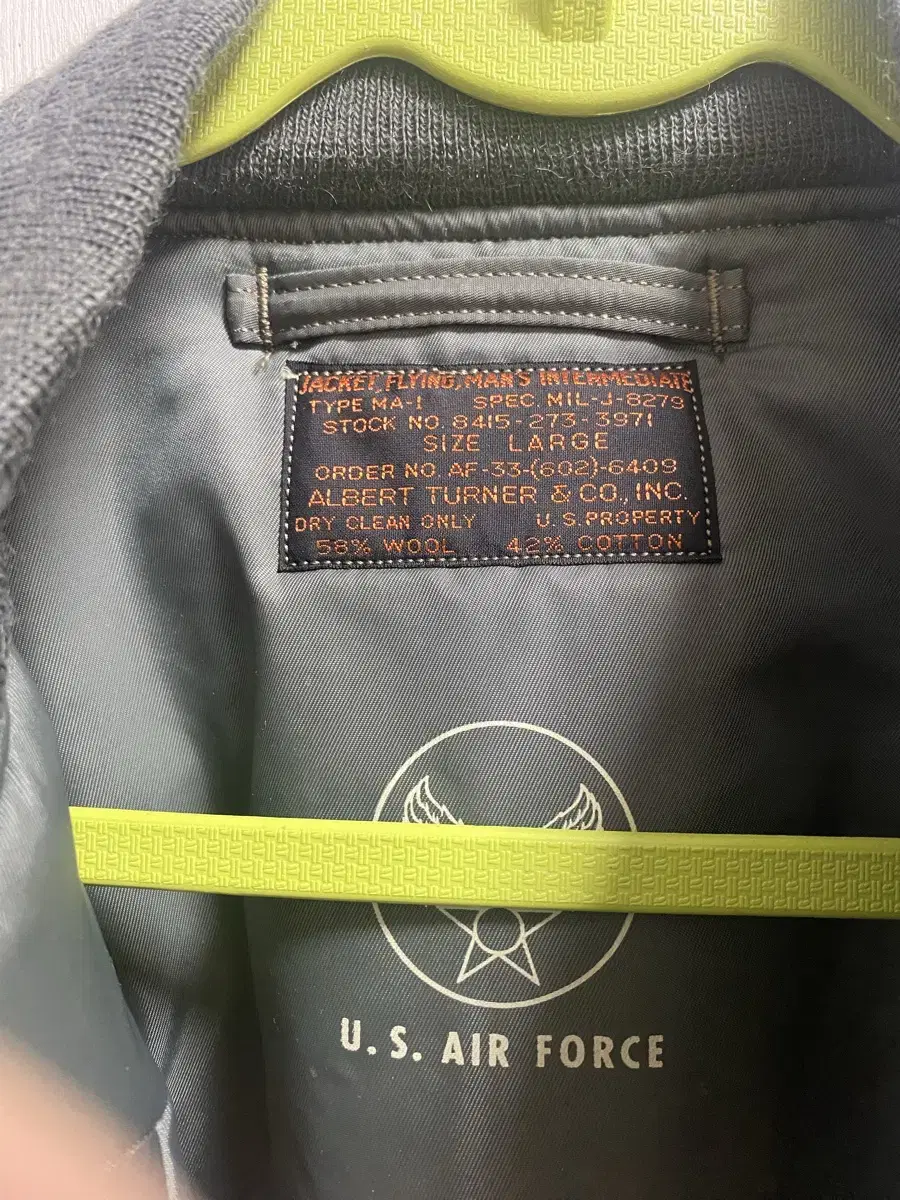 JACKET, FLYING, MAN'S INTERMEDIATE
TYPE MA-1 SPEC. MIL-J-8279
STOCK NO. 8415-273-3971
SIZE LARGE
ORDER NO. AF-33-(602)-6409
ALBERT TURNER & CO., INC.
DRY CLEAN ONLY U.S. PROPERTY
58% WOOL 42% COTTON
U.S. AIR FORCE